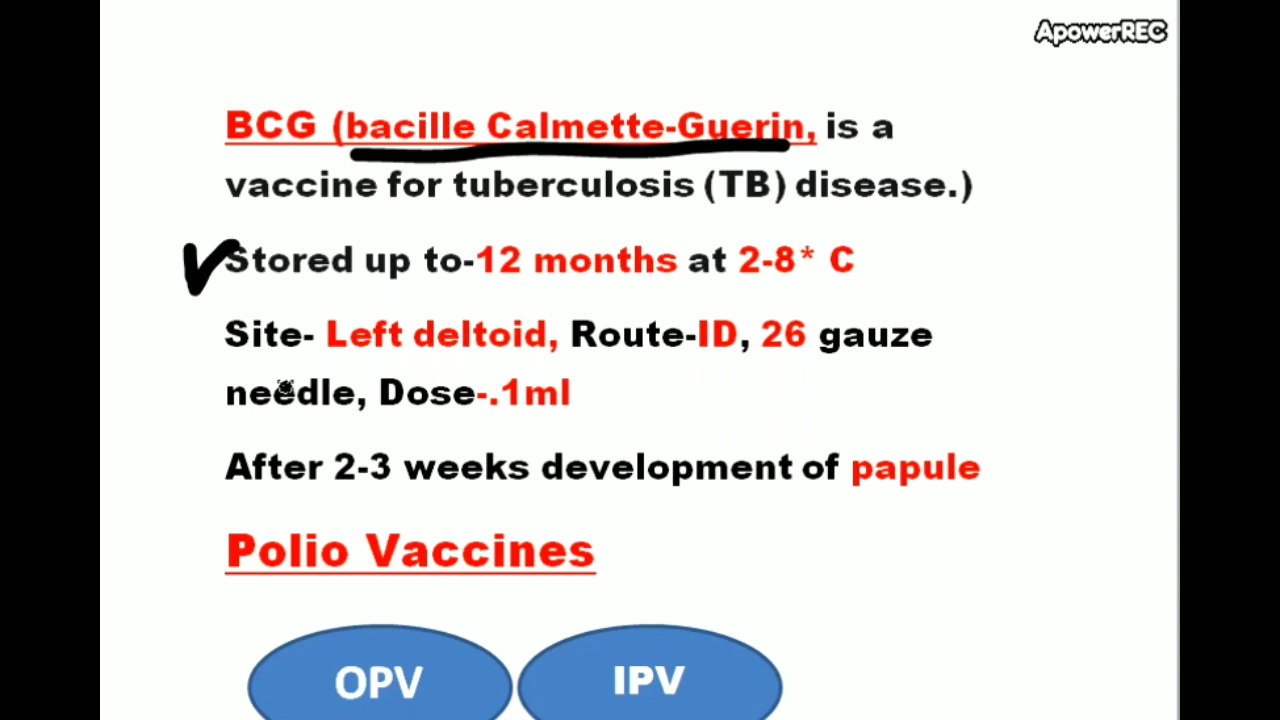 ApowerREC
BCG (bacille Calmette-Guerin, is a
vaccine for tuberculosis (TB) disease.)
Stored up to-12 months at 2-8* C
Site- Left deltoid, Route-ID, 26 gauze
needle, Dose-.1ml
After 2-3 weeks development of papule
Polio Vaccines
OPV IPV